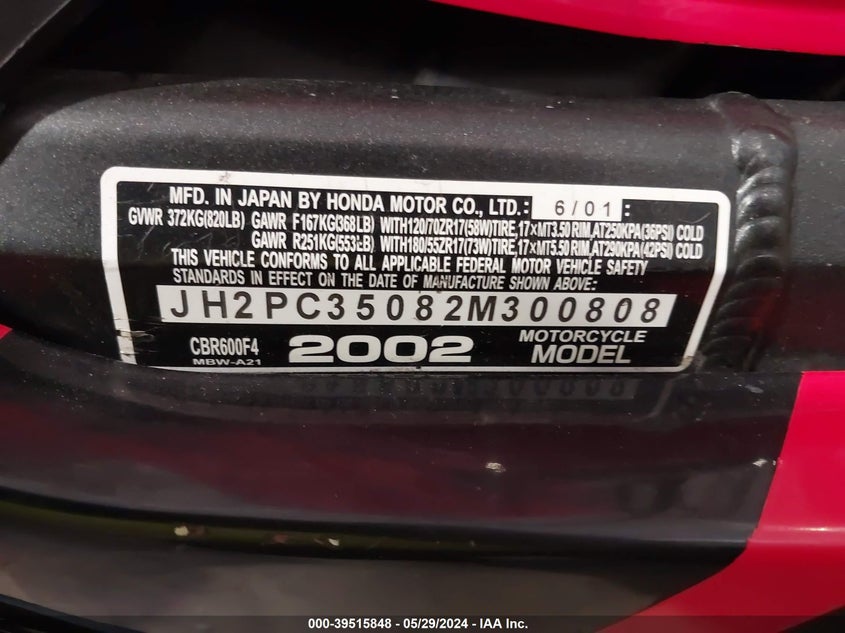 MFD. IN JAPAN BY HONDA MOTOR CO., LTD.: 6/01
GVWR 372KG(820LB) GAWR F167KG(368LB) WITH120/70ZR17(58W)TIRE,17×MT3.50 RIM,AT250KPA(36PSI) COLD
GAWR R251KG(553LB) WITH180/55ZR17(73W)TIRE,17×MT5.50 RIM,AT290KPA(42PSI) COLD
THIS VEHICLE CONFORMS TO ALL APPLICABLE FEDERAL MOTOR VEHICLE SAFETY
STANDARDS IN EFFECT ON THE DATE OF MANUFACTURE SHOWN ABOVE:
JH2PC35082M300808
CBR600F4 2002 MOTORCYCLE MODEL
MBW-A21
000-39515848 - 05/29/2024 - IAA Inc.